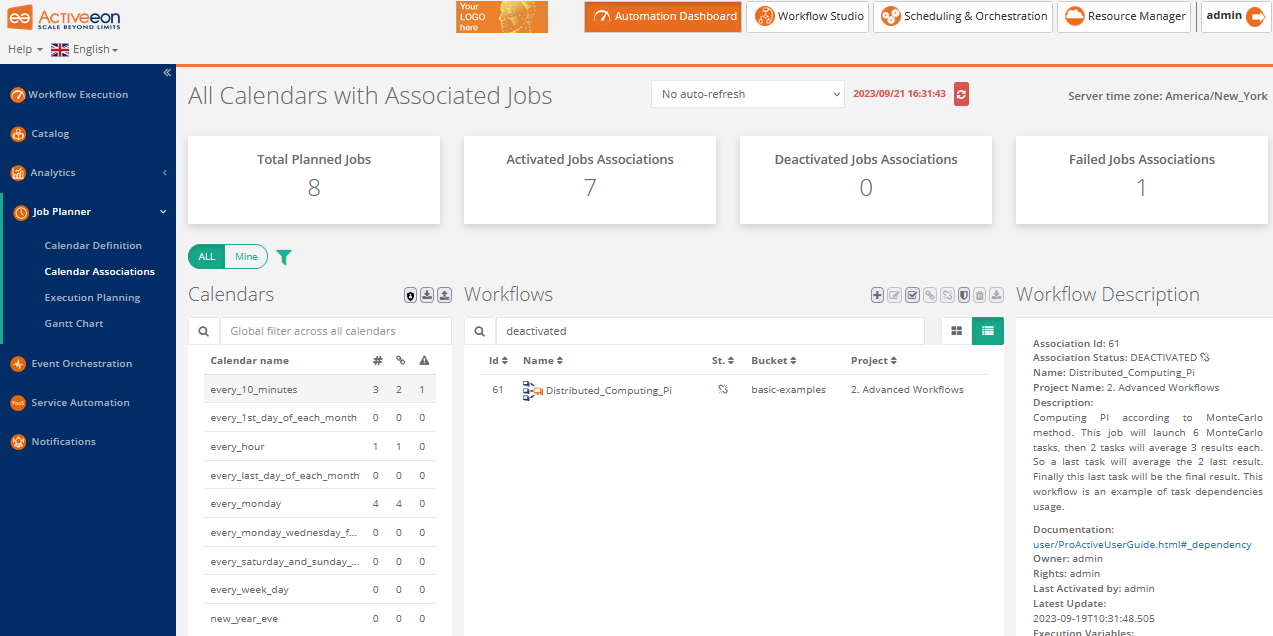 ActiveEon
SCALE BEYOND LIMITS
Your
LOGO
here
Automation Dashboard
Workflow Studio
Scheduling & Orchestration
Resource Manager
admin
Help
English
Workflow Execution
Catalog
Analytics
Job Planner
Calendar Definition
Calendar Associations
Execution Planning
Gantt Chart
Event Orchestration
PaaS
Service Automation
Notifications
All Calendars with Associated Jobs
No auto-refresh
2023/09/21 16:31:43
Server time zone: America/New_York
Total Planned Jobs
8
Activated Jobs Associations
7
Deactivated Jobs Associations
0
Failed Jobs Associations
1
ALL Mine
Calendars
Global filter across all calendars
Calendar name #
every_10_minutes 3 2 1
every_1st_day_of_each_month 0 0 0
every_hour 1 1 0
every_last_day_of_each_month 0 0 0
every_monday 4 4 0
every_monday_wednesday_f... 0 0 0
every_saturday_and_sunday_... 0 0 0
every_week_day 0 0 0
new_year_eve 0 0 0
Workflows
deactivated
Id Name St. Bucket Project
61 Distributed_Computing_Pi basic-examples 2. Advanced Workflows
Workflow Description
Association Id: 61
Association Status: DEACTIVATED
Name: Distributed_Computing_Pi
Project Name: 2. Advanced Workflows
Description:
Computing PI according to MonteCarlo
method. This job will launch 6 MonteCarlo
tasks, then 2 tasks will average 3 results each.
So a last task will average the 2 last result.
Finally this last task will be the final result. This
workflow is an example of task dependencies
usage.
Documentation:
user/ProActiveUserGuide.html#_dependency
Owner: admin
Rights: admin
Last Activated by: admin
Latest Update:
2023-09-19T10:31:48.505
Execution Variables: